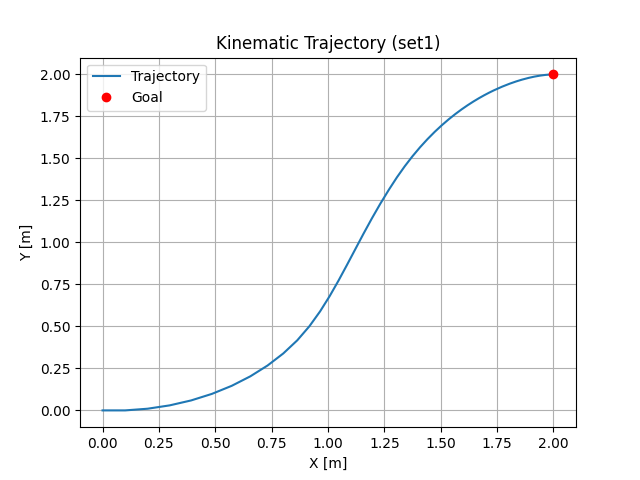 Kinematic Trajectory (set1)
Trajectory
Goal
2.00
1.75
1.50
1.25
1.00
0.75
0.50
0.25
0.00
Y [m]
0.00 0.25 0.50 0.75 1.00 1.25 1.50 1.75 2.00
X [m]